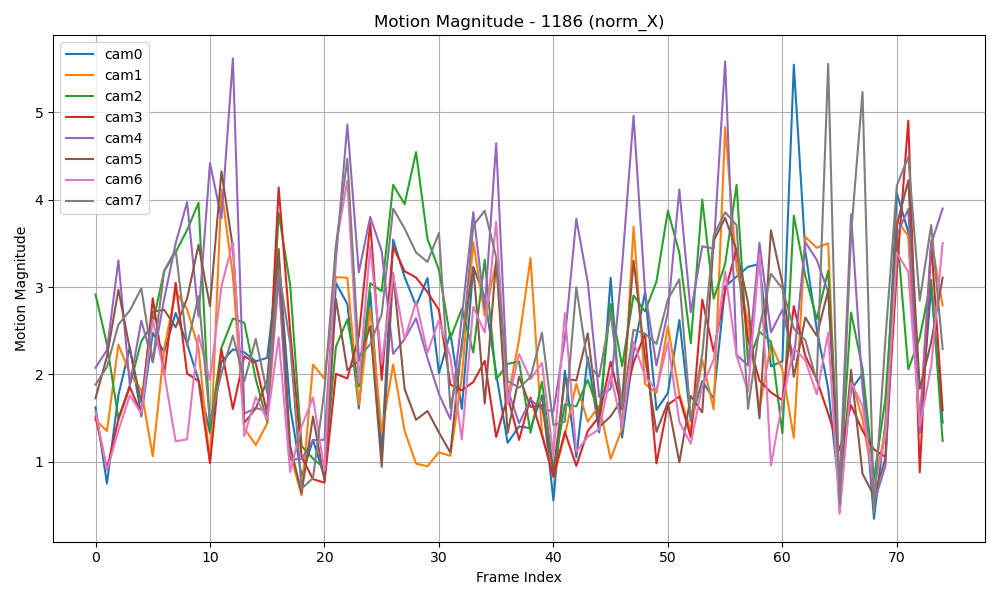 Motion Magnitude - 1186 (norm_X)
cam0
cam1
cam2
cam3
cam4
cam5
cam6
cam7
Motion Magnitude
5
4
3
2
1
0 10 20 30 40 50 60 70
Frame Index